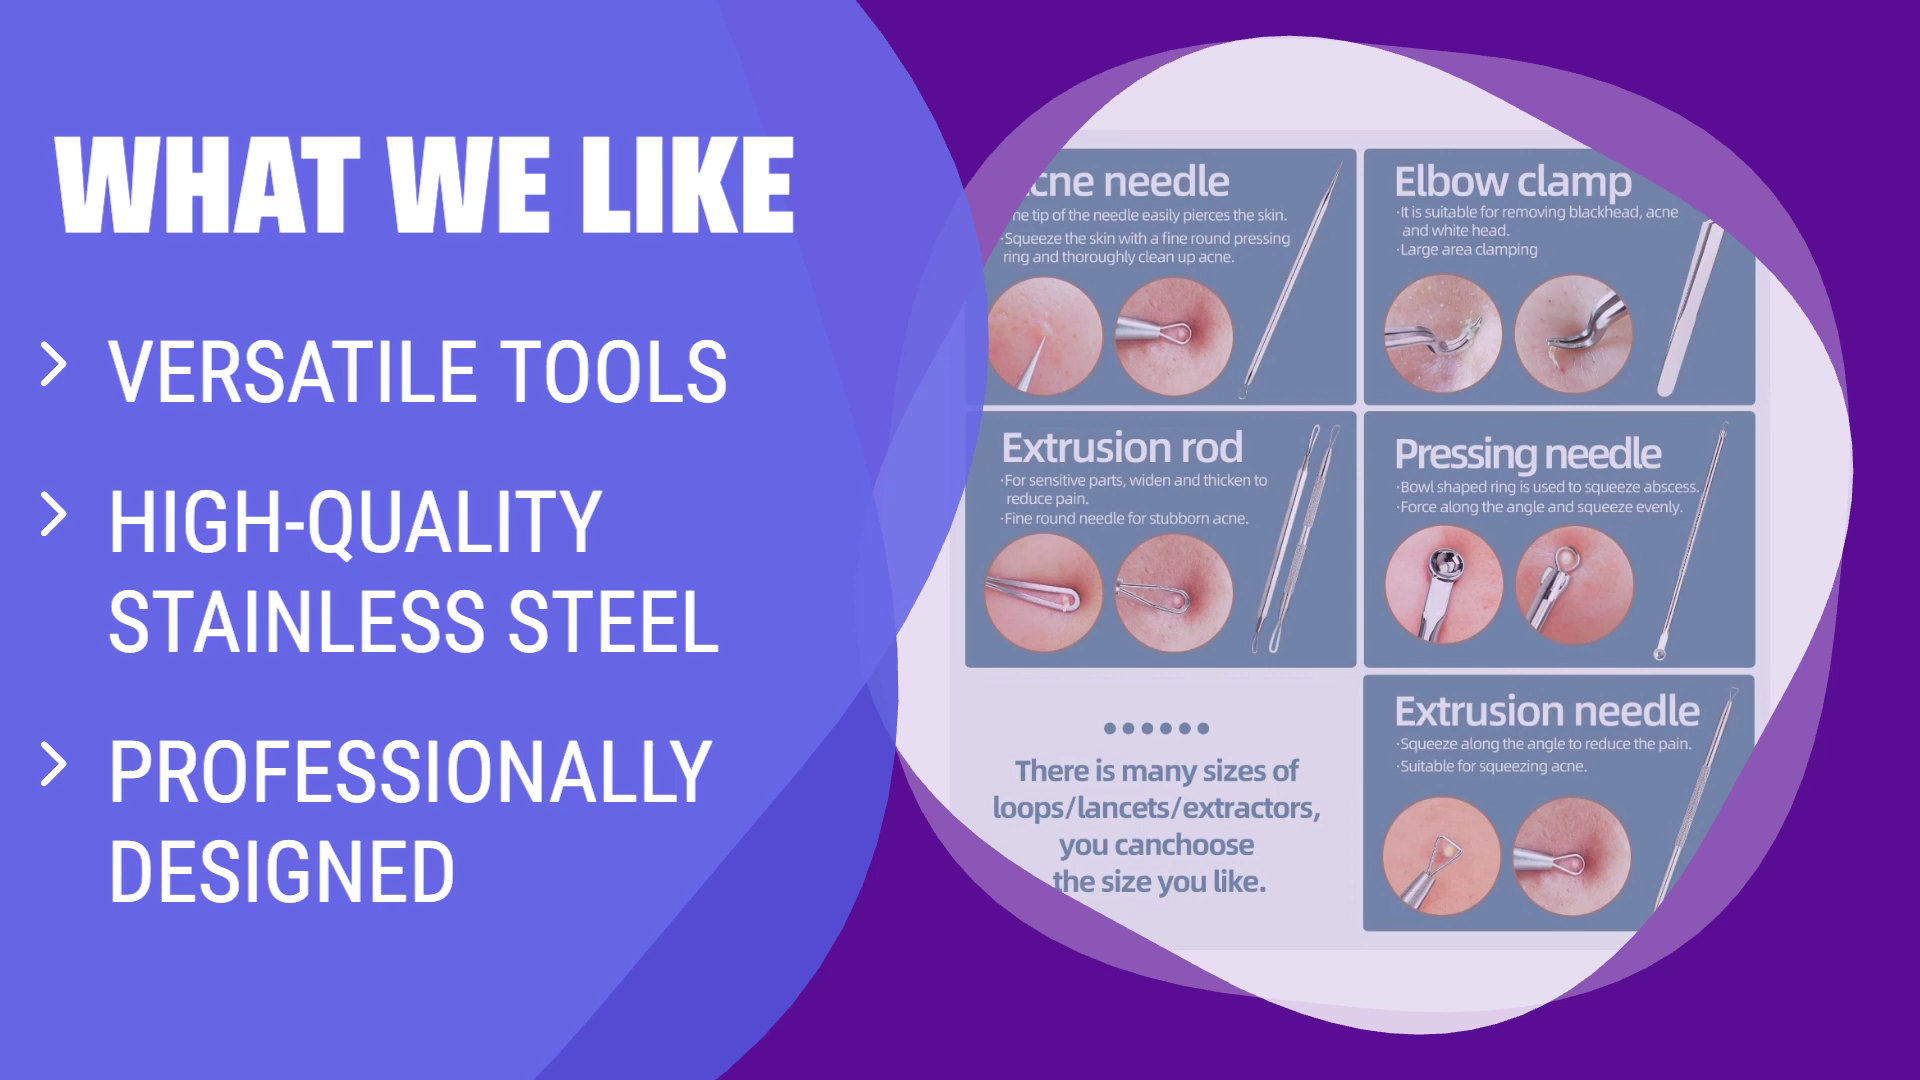 WHAT WE LIKE
VERSATILE TOOLS
HIGH-QUALITY
STAINLESS STEEL
PROFESSIONALLY
DESIGNED
cne needle
he tip of the needle easily pierces the skin.
·Squeeze the skin with a fine round pressing
ring and thoroughly clean up acne.
Elbow clamp
·It is suitable for removing blackhead, acne
and white head.
·Large area clamping
Extrusion rod
·For sensitive parts, widen and thicken to
reduce pain.
·Fine round needle for stubborn acne.
Pressing needle
·Bowl shaped ring is used to squeeze abscess.
·Force along the angle and squeeze evenly.
There is many sizes of
loops/lancets/extractors,
you canchoose
the size you like.
Extrusion needle
·Squeeze along the angle to reduce the pain.
·Suitable for squeezing acne.